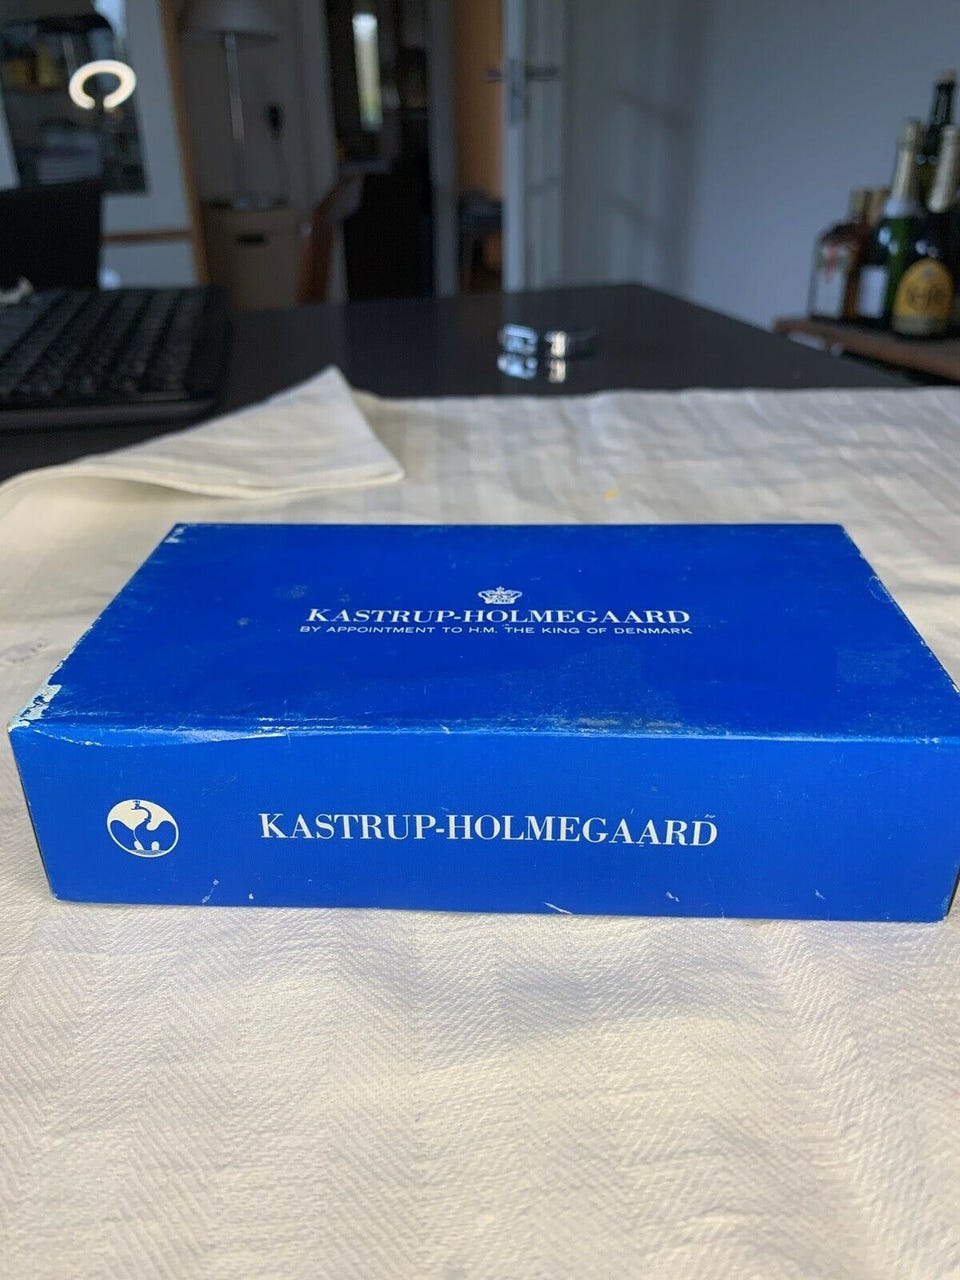 KASTRUP-HOLMEGAARD
BY APPOINTMENT TO H.M. THE KING OF DENMARK
KASTRUP-HOLMEGAARD